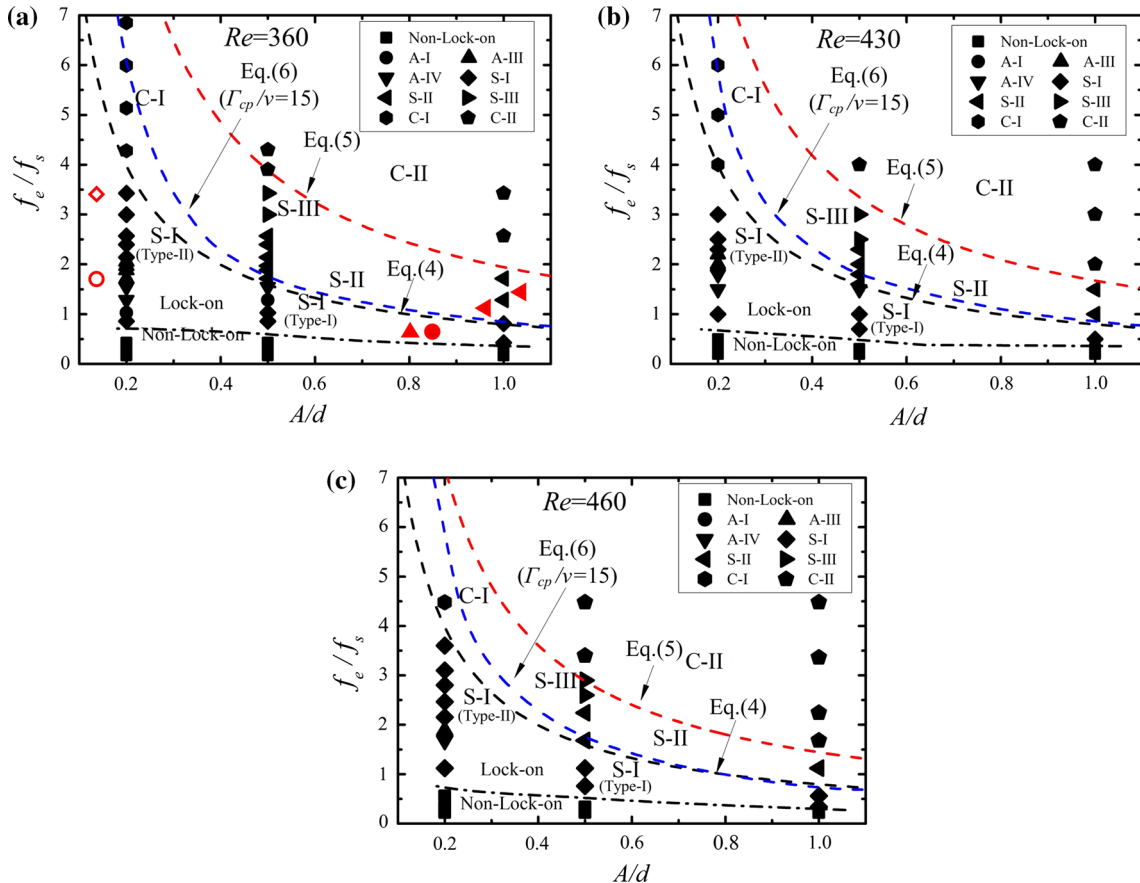 (a)
Re=360
Non-Lock-on
A-I A-III
A-IV S-I
S-II S-III
C-I C-II
Eq.(6)
(Γcp/ν=15)
C-I
Eq.(5)
C-II
S-III
S-I
(Type-II)
S-II
Eq.(4)
Lock-on
S-I
(Type-I)
Non-Lock-on
7
6
5
4
3
2
1
0
fe/fs
0.2 0.4 0.6 0.8 1.0
A/d
(b)
Re=430
Non-Lock-on
A-I A-III
A-IV S-I
S-II S-III
C-I C-II
Eq.(6)
(Γcp/ν=15)
C-I
Eq.(5)
C-II
S-III
S-I
(Type-II)
Eq.(4)
S-II
Lock-on
S-I
(Type-I)
Non-Lock-on
7
6
5
4
3
2
1
0
fe/fs
0.2 0.4 0.6 0.8 1.0
A/d
(c)
Re=460
Non-Lock-on
A-I A-III
A-IV S-I
S-II S-III
C-I C-II
Eq.(6)
(Γcp/ν=15)
C-I
Eq.(5)
C-II
S-III
S-I
(Type-II)
Eq.(4)
S-II
Lock-on
S-I
(Type-I)
Non-Lock-on
7
6
5
4
3
2
1
0
fe/fs
0.2 0.4 0.6 0.8 1.0
A/d